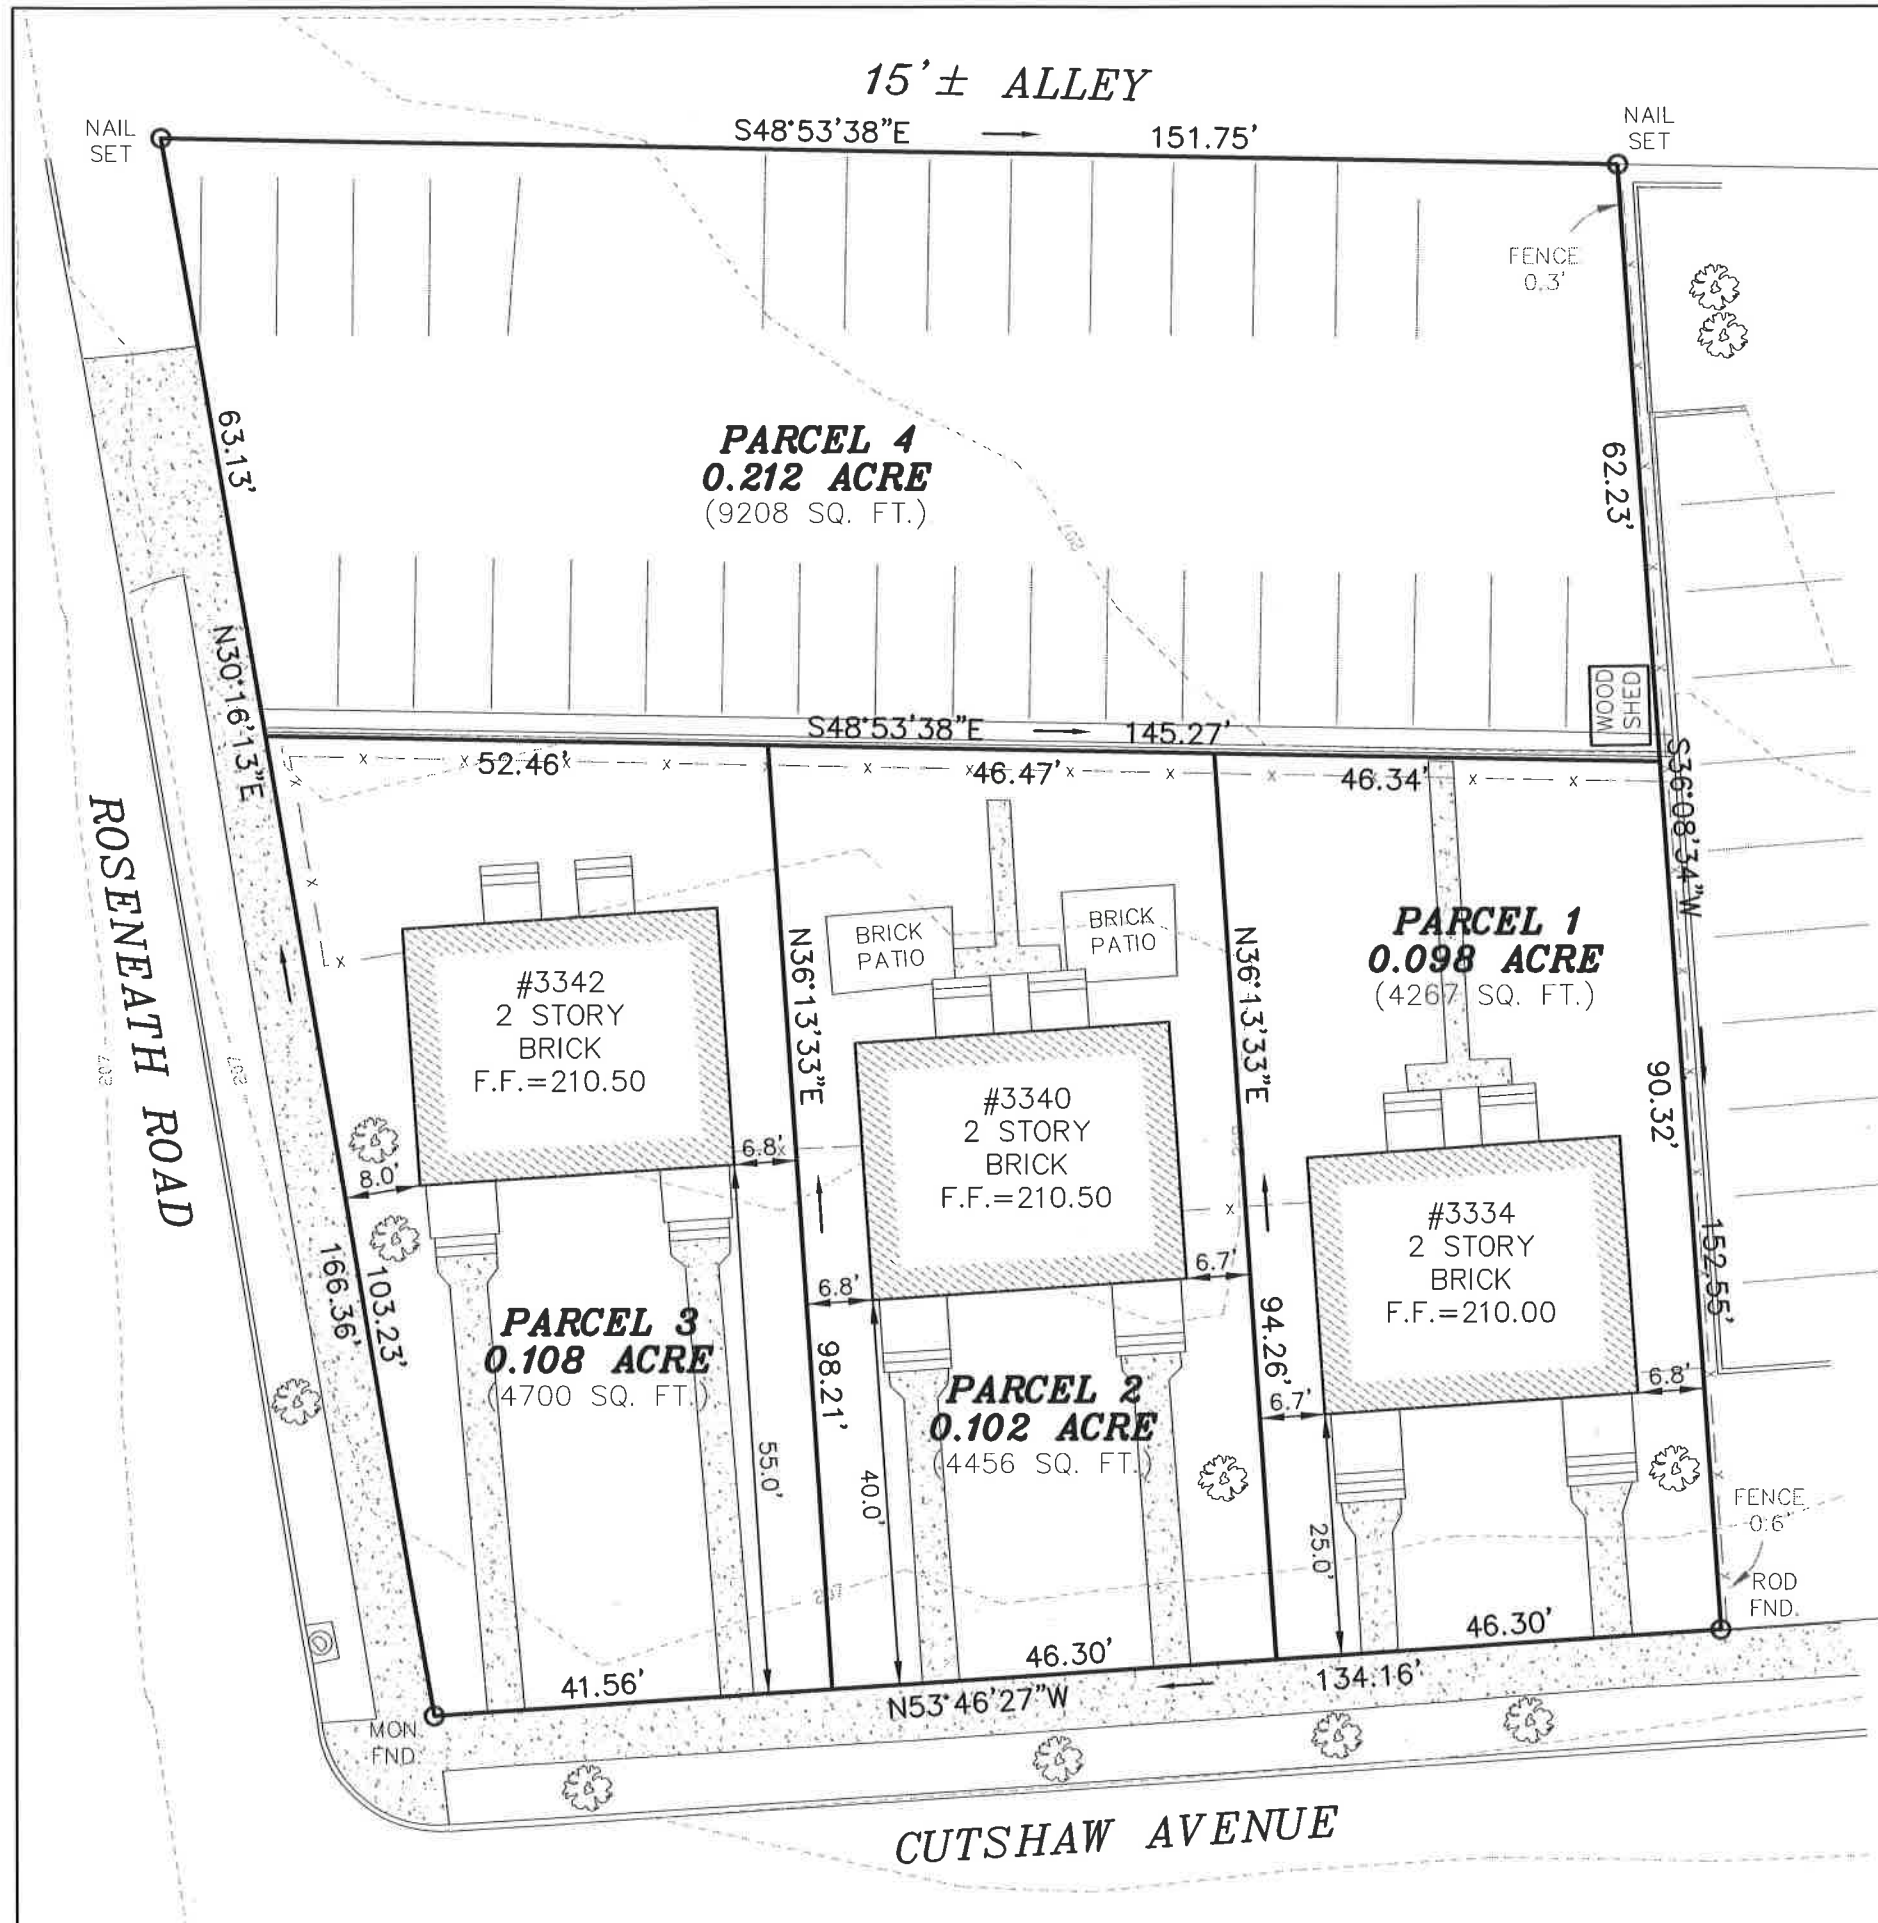 15'± ALLEY
NAIL
SET
S48°53'38"E
151.75'
NAIL
SET
FENCE
0.3'
63.13'
PARCEL 4
0.212 ACRE
(9208 SQ. FT.)
62.23'
207
N30°16'13"E
WOOD
SHED
S48°53'38"E
145.27'
52.46'
46.47'
46.34'
S36°08'34"W
ROSENEATH ROAD
207
207
#3342
2 STORY
BRICK
F.F.=210.50
BRICK
PATIO
BRICK
PATIO
N36°13'33"E
N36°13'33"E
PARCEL 1
0.098 ACRE
(4267 SQ. FT.)
#3340
2 STORY
BRICK
F.F.=210.50
90.32'
8.0'
6.8'
#3334
2 STORY
BRICK
F.F.=210.00
152.55'
166.36'
103.23'
6.8'
6.7'
PARCEL 3
0.108 ACRE
(4700 SQ. FT.)
98.21'
94.26'
PARCEL 2
0.102 ACRE
(4456 SQ. FT.)
6.7'
6.8'
55.0'
40.0'
25.0'
FENCE
0.6'
ROD
FND.
207
41.56'
46.30'
46.30'
N53°46'27"W
134.16'
MON.
FND.
CUTSHAW AVENUE